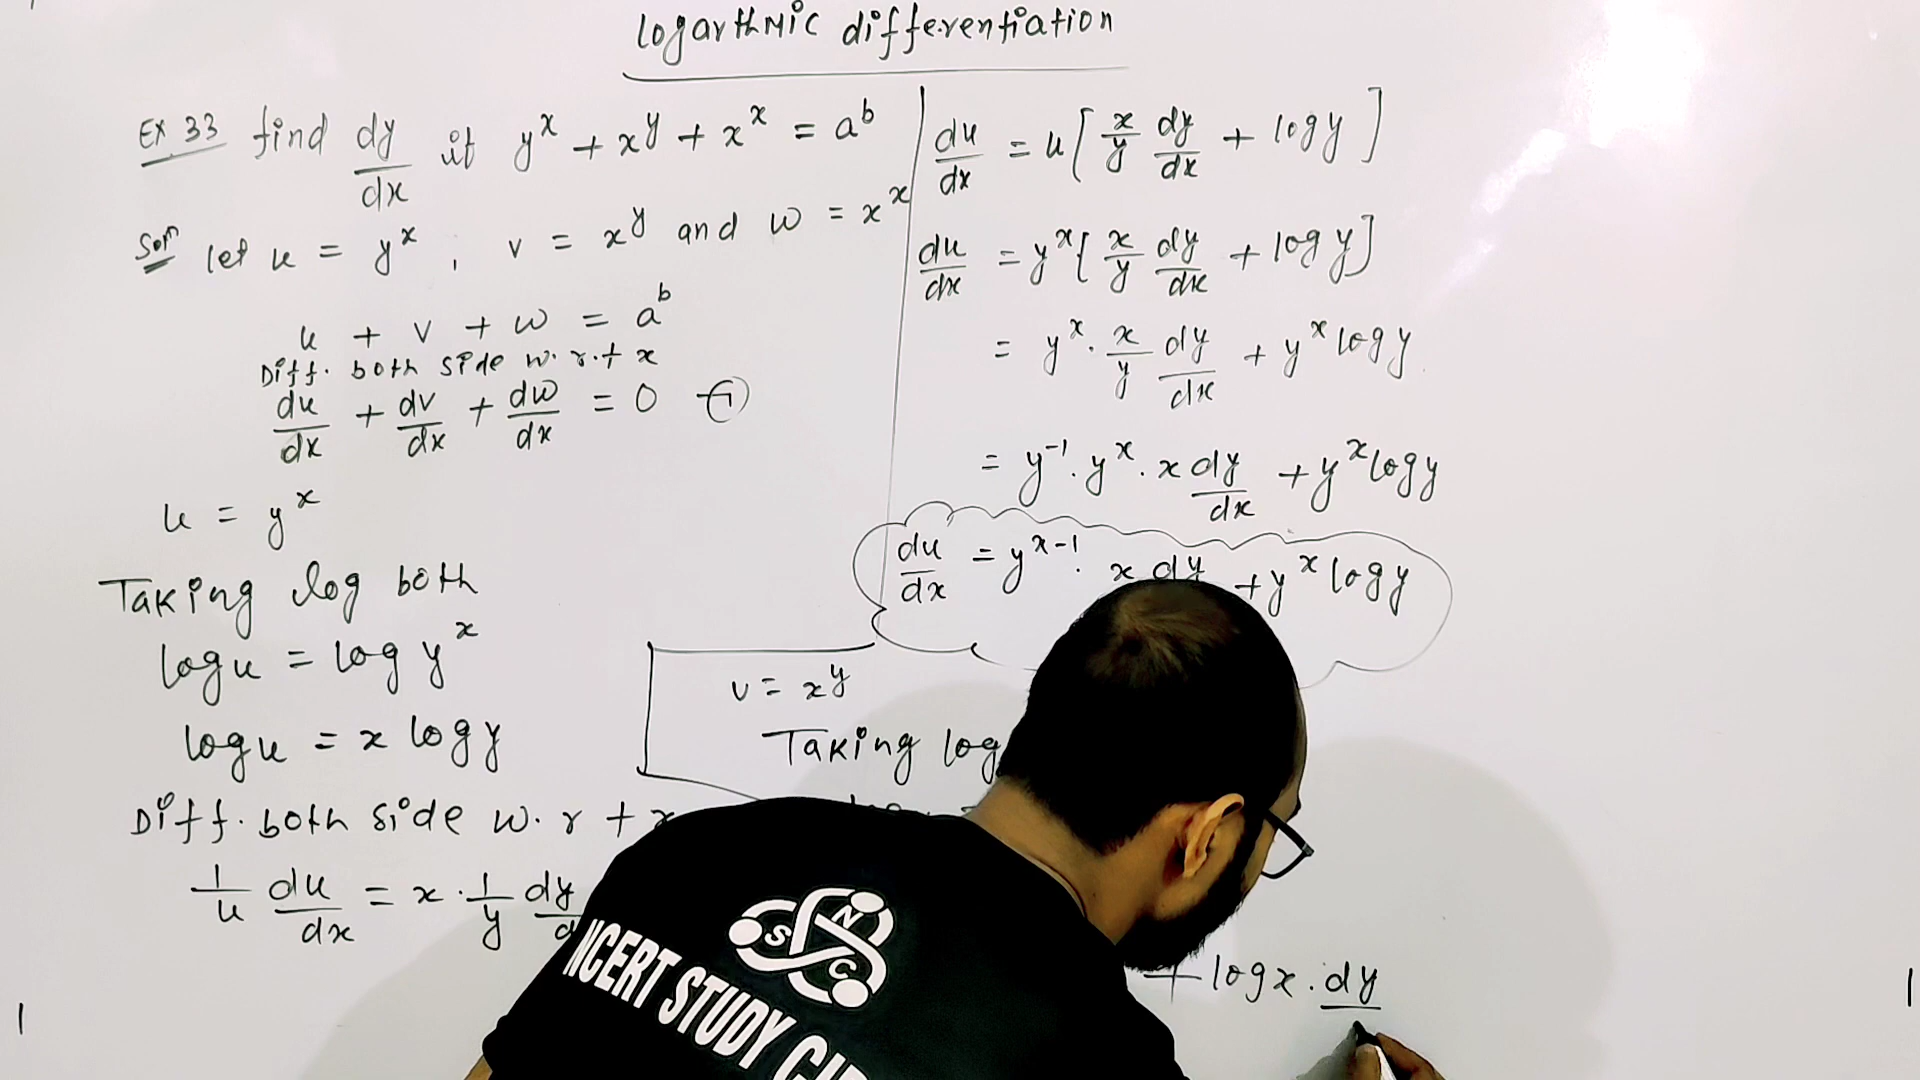 logarthmic differentiation
Ex 33 find dy/dx if y^x + x^y + x^x = a^b
Soln let u = y^x, v = x^y and w = x^x
u + v + w = a^b
Diff. both side w.r.t x
du/dx + dv/dx + dw/dx = 0 -①
u = y^x
Taking log both
log u = log y^x
log u = x log y
Diff. both side w.r t x
1/u du/dx = x . 1/y dy
du/dx = u [ x/y dy/dx + log y ]
du/dx = y^x [ x/y dy/dx + log y ]
= y^x . x/y dy/dx + y^x log y
= y^-1 . y^x . x dy/dx + y^x log y
du/dx = y^x-1 . x dy + y^x log y
v = x^y
Taking log
+ log x . dy
NSC
NCERT STUDY